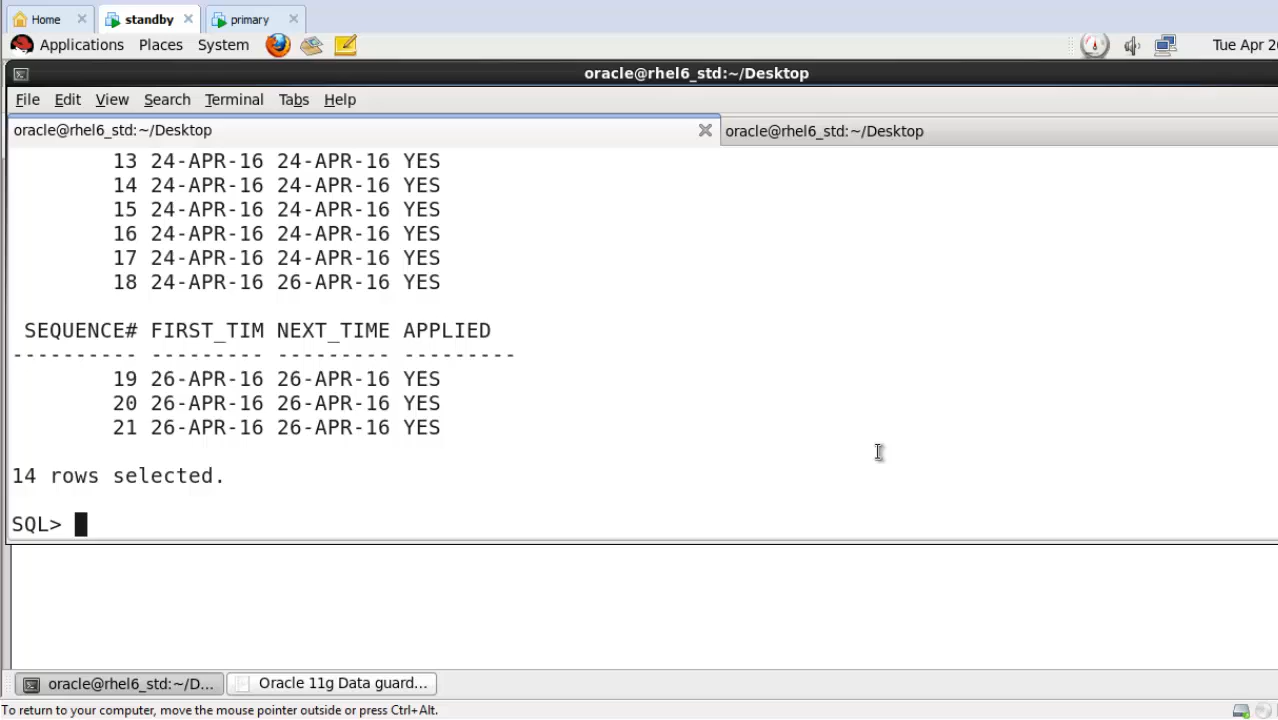 Home standby primary
Applications Places System Tue Apr 2
oracle@rhel6_std:~/Desktop
File Edit View Search Terminal Tabs Help
oracle@rhel6_std:~/Desktop oracle@rhel6_std:~/Desktop
13 24-APR-16 24-APR-16 YES
14 24-APR-16 24-APR-16 YES
15 24-APR-16 24-APR-16 YES
16 24-APR-16 24-APR-16 YES
17 24-APR-16 24-APR-16 YES
18 24-APR-16 26-APR-16 YES
SEQUENCE# FIRST_TIM NEXT_TIME APPLIED
---------- --------- --------- ---------
19 26-APR-16 26-APR-16 YES
20 26-APR-16 26-APR-16 YES
21 26-APR-16 26-APR-16 YES
14 rows selected.
SQL>
oracle@rhel6_std:~/D... Oracle 11g Data guard...
To return to your computer, move the mouse pointer outside or press Ctrl+Alt.